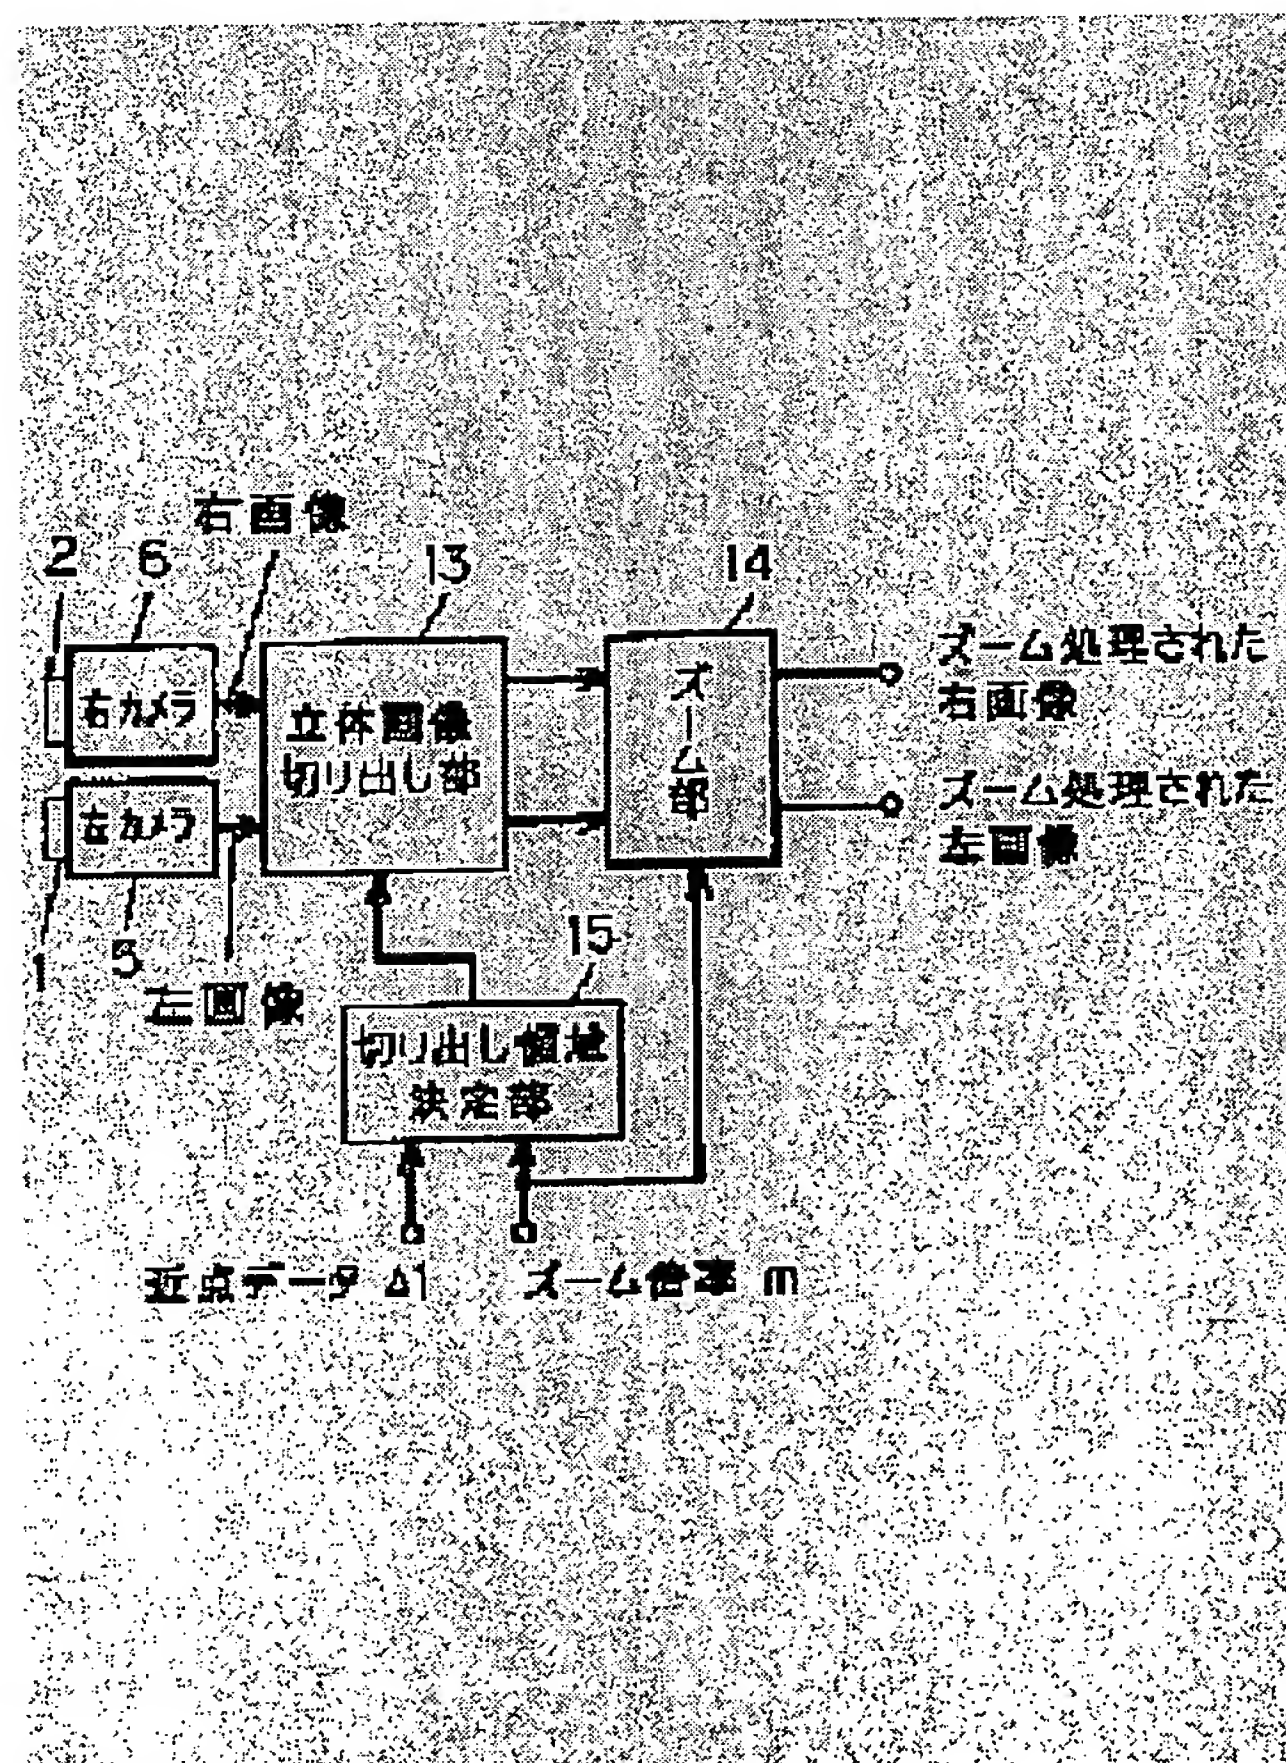 右画像
2
6
13
14
右カメラ
立体画像
切り出し部
ズーム部
ズーム処理された
右画像
左カメラ
ズーム処理された
左画像
1
5
左画像
15
切り出し領域
決定部
近点データ Δ1
ズーム倍率 m